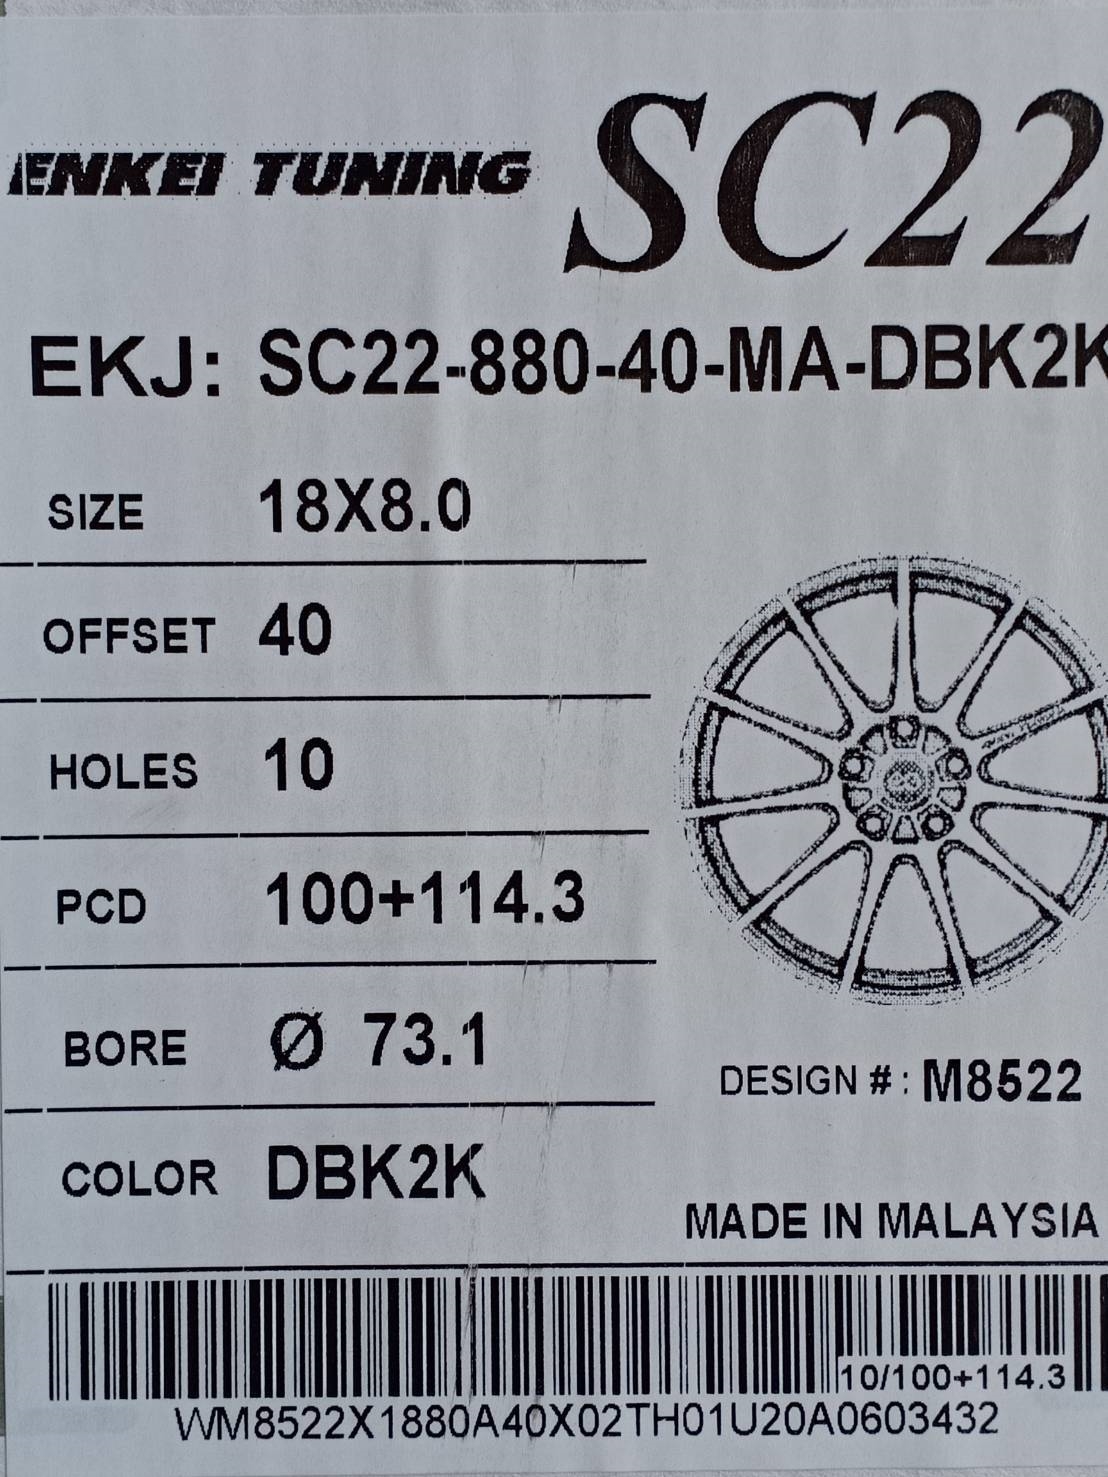 ENKEI TUNING SC22
EKJ: SC22-880-40-MA-DBK2K
SIZE 18X8.0
OFFSET 40
HOLES 10
PCD 100+114.3
BORE Ø 73.1
DESIGN #: M8522
COLOR DBK2K
MADE IN MALAYSIA
10/100+114.3
WM8522X1880A40X02TH01U20A0603432